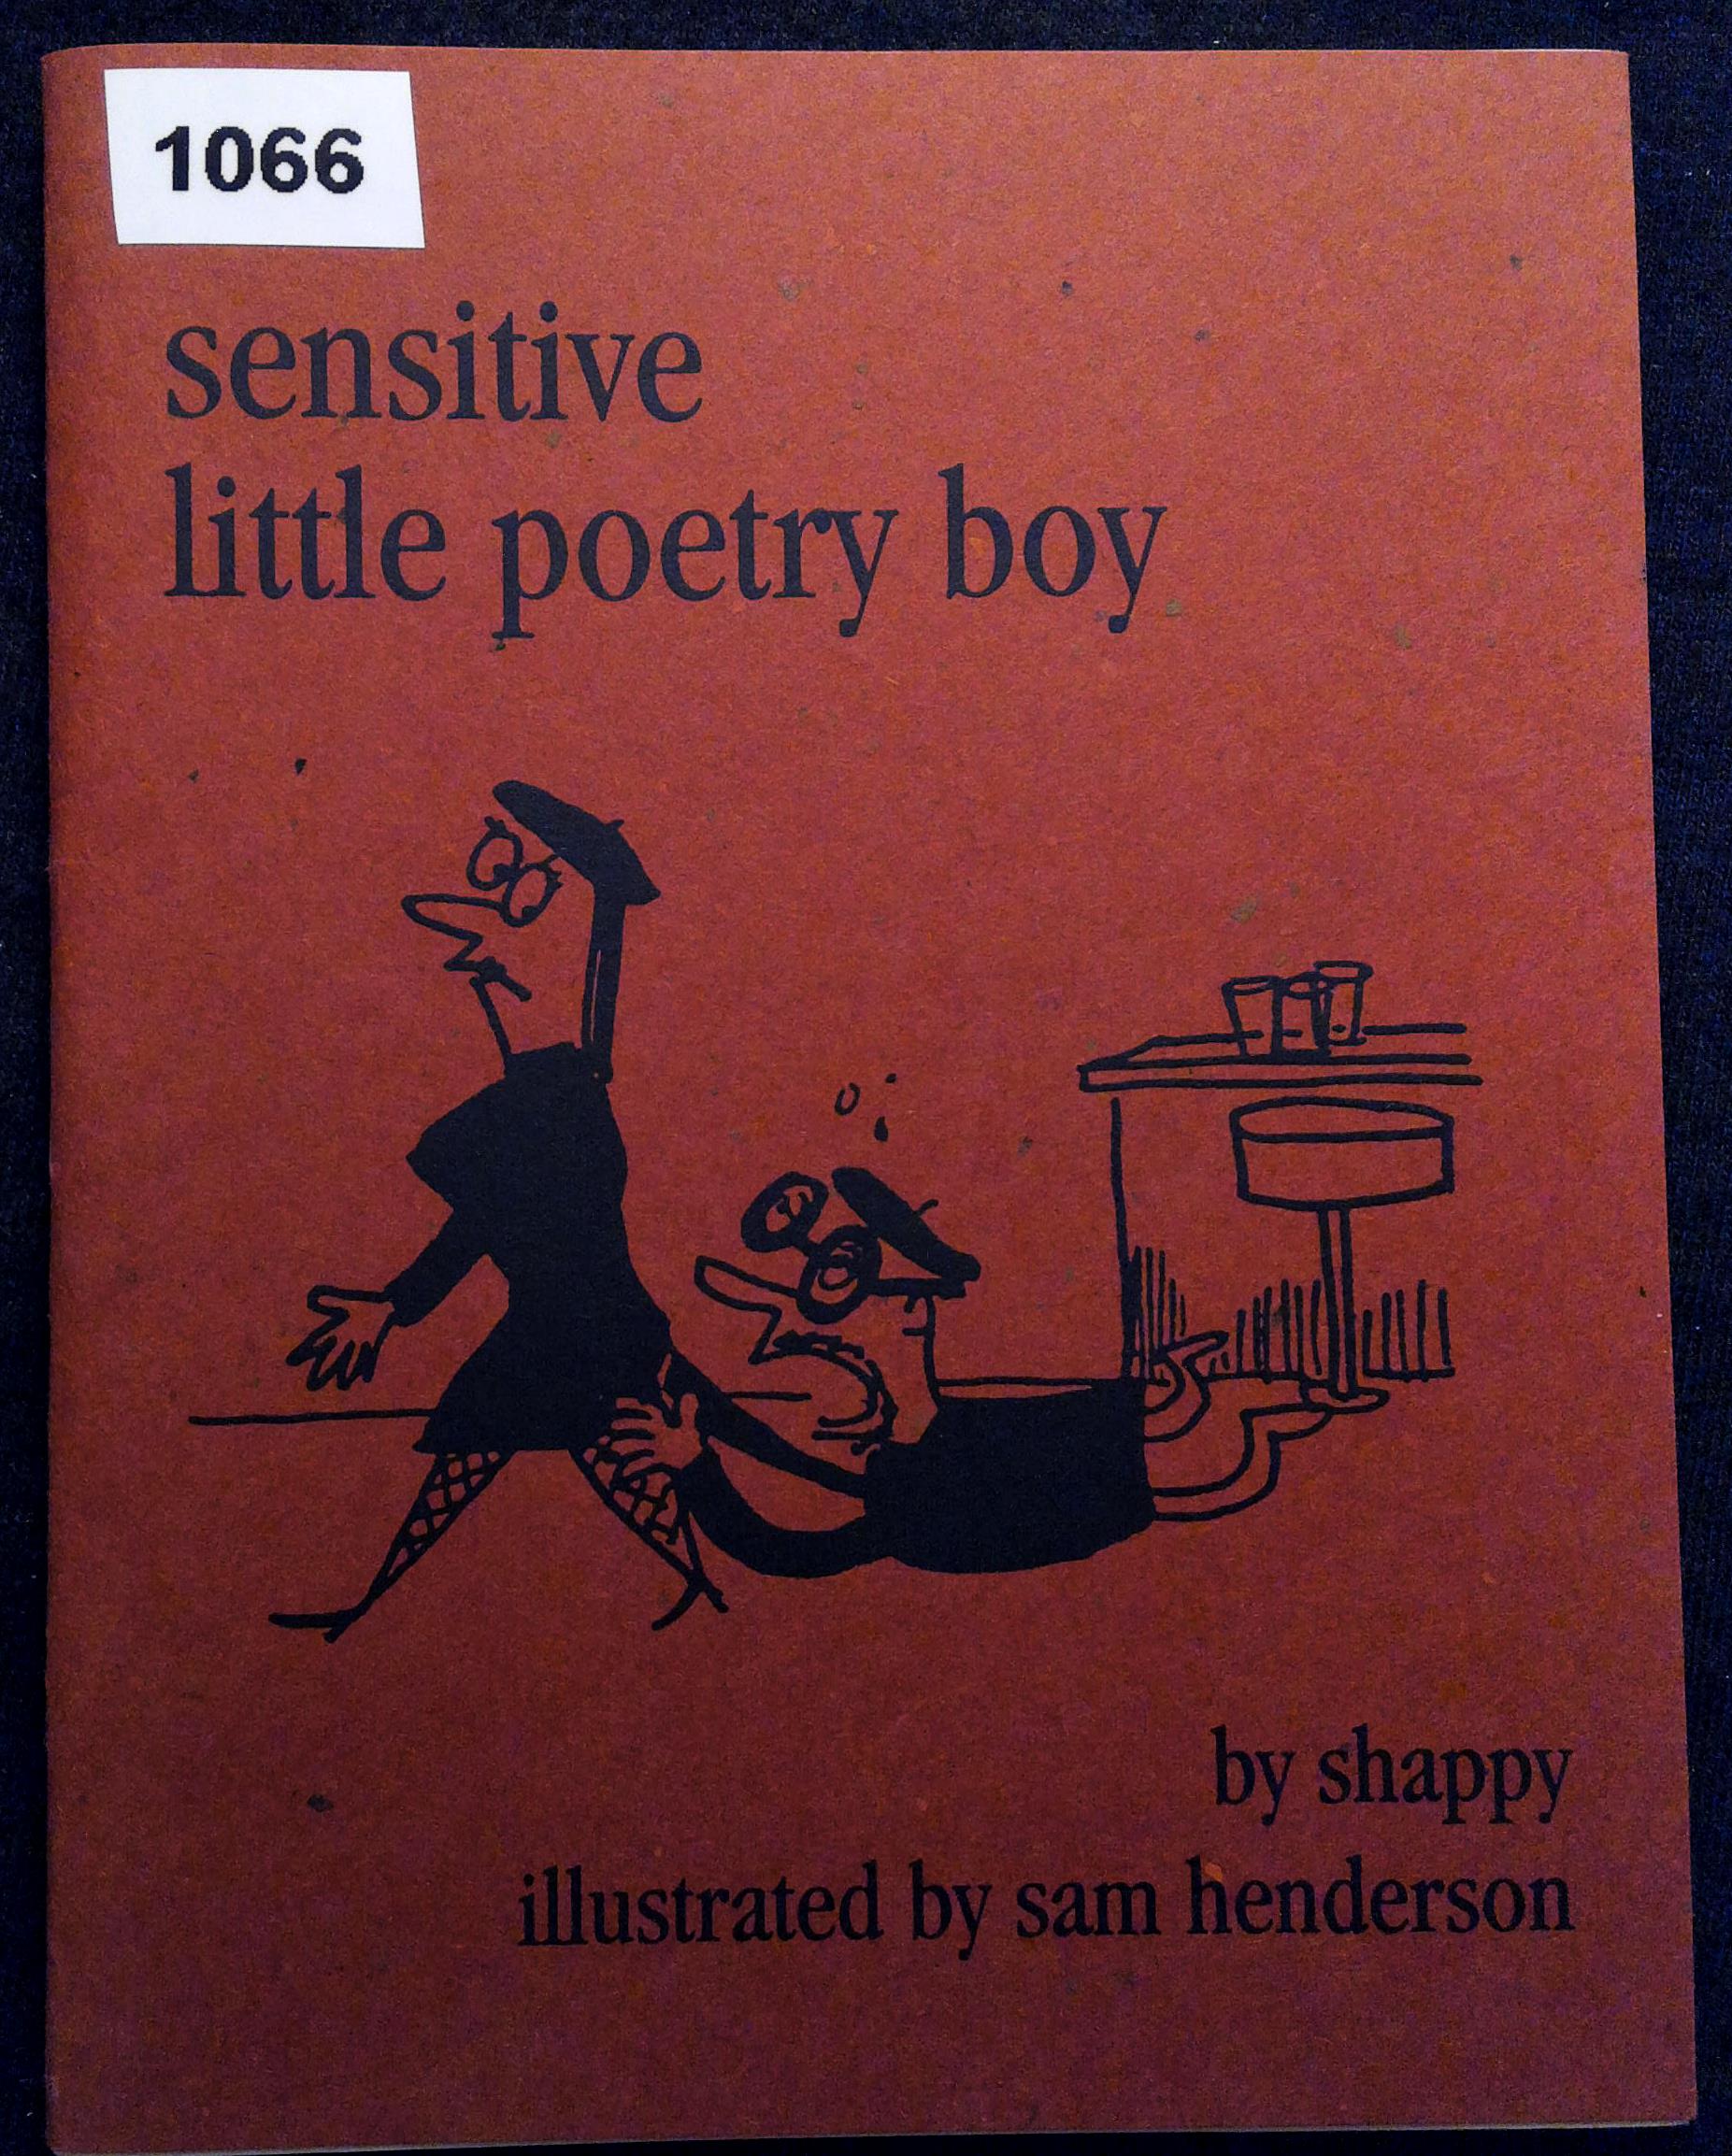 1066
sensitive
little poetry boy
by shappy
illustrated by sam henderson